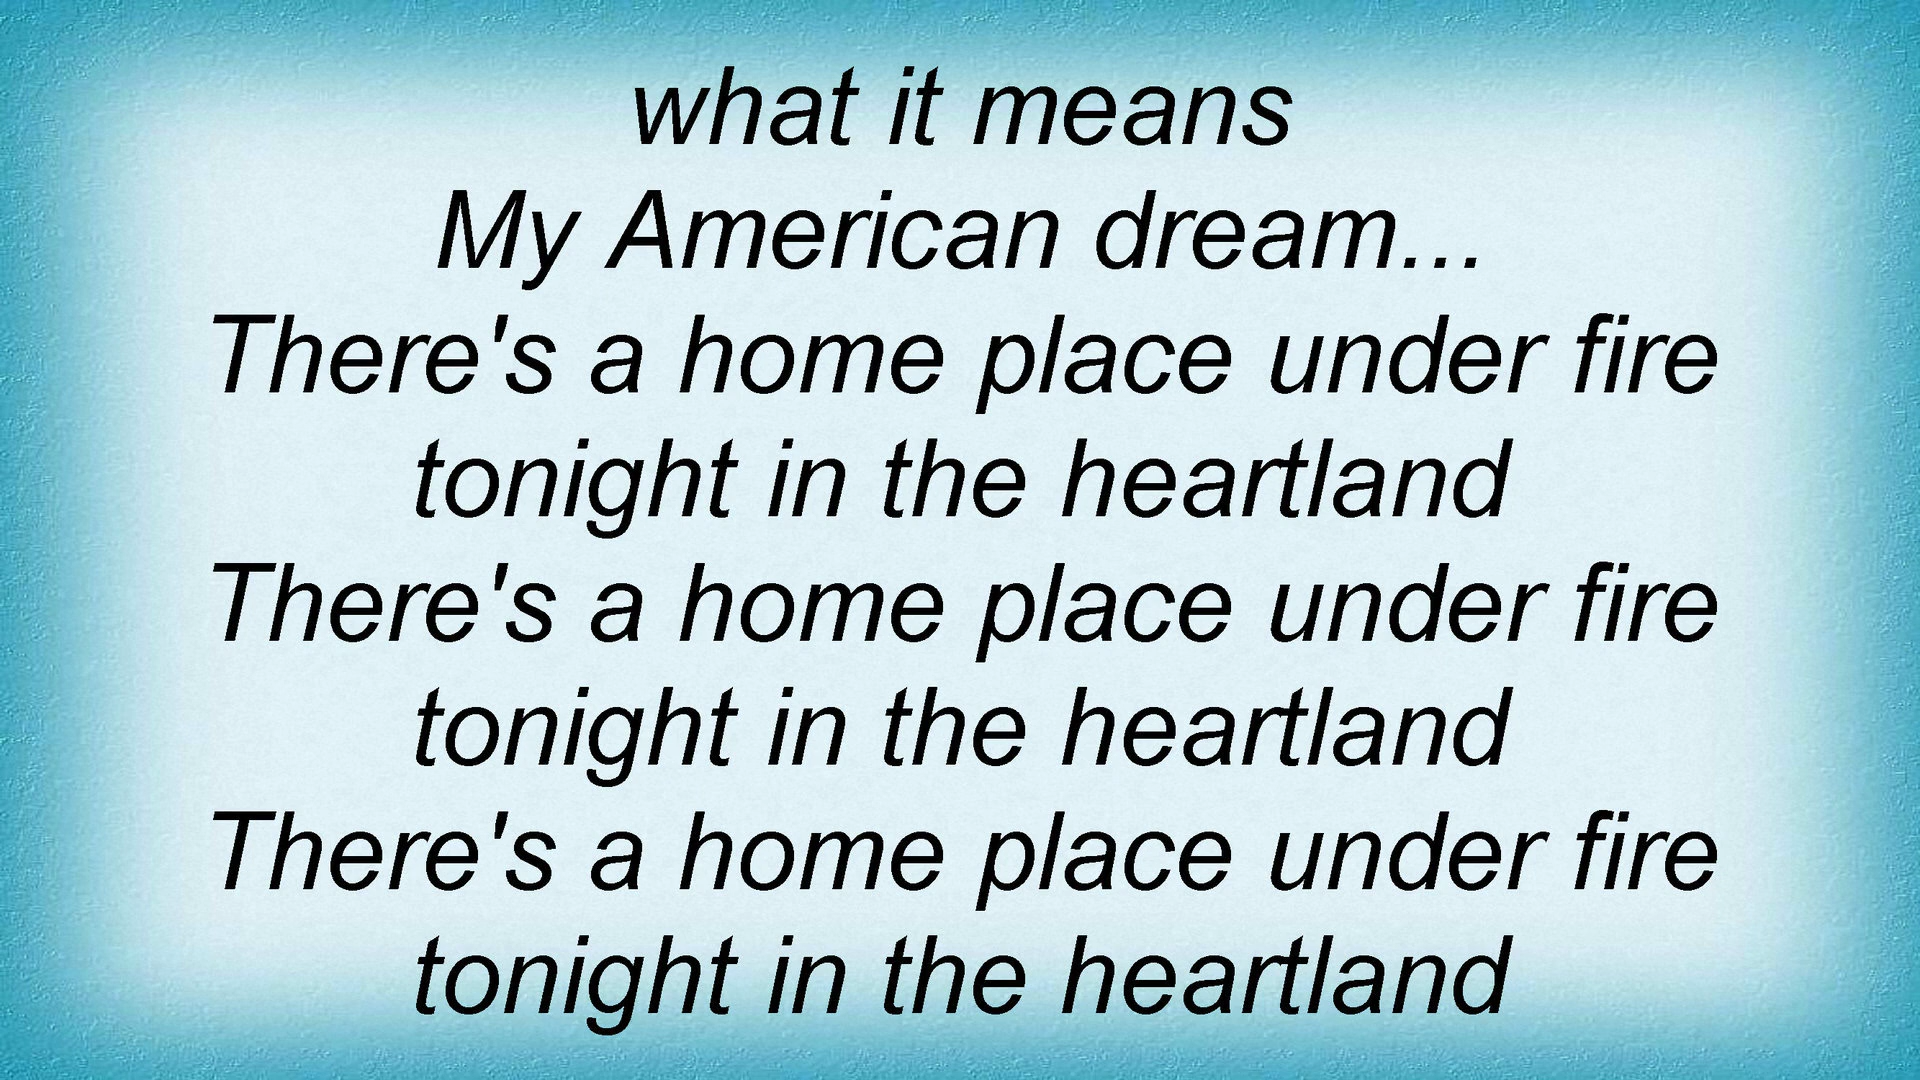 what it means
My American dream...
There's a home place under fire
tonight in the heartland
There's a home place under fire
tonight in the heartland
There's a home place under fire
tonight in the heartland